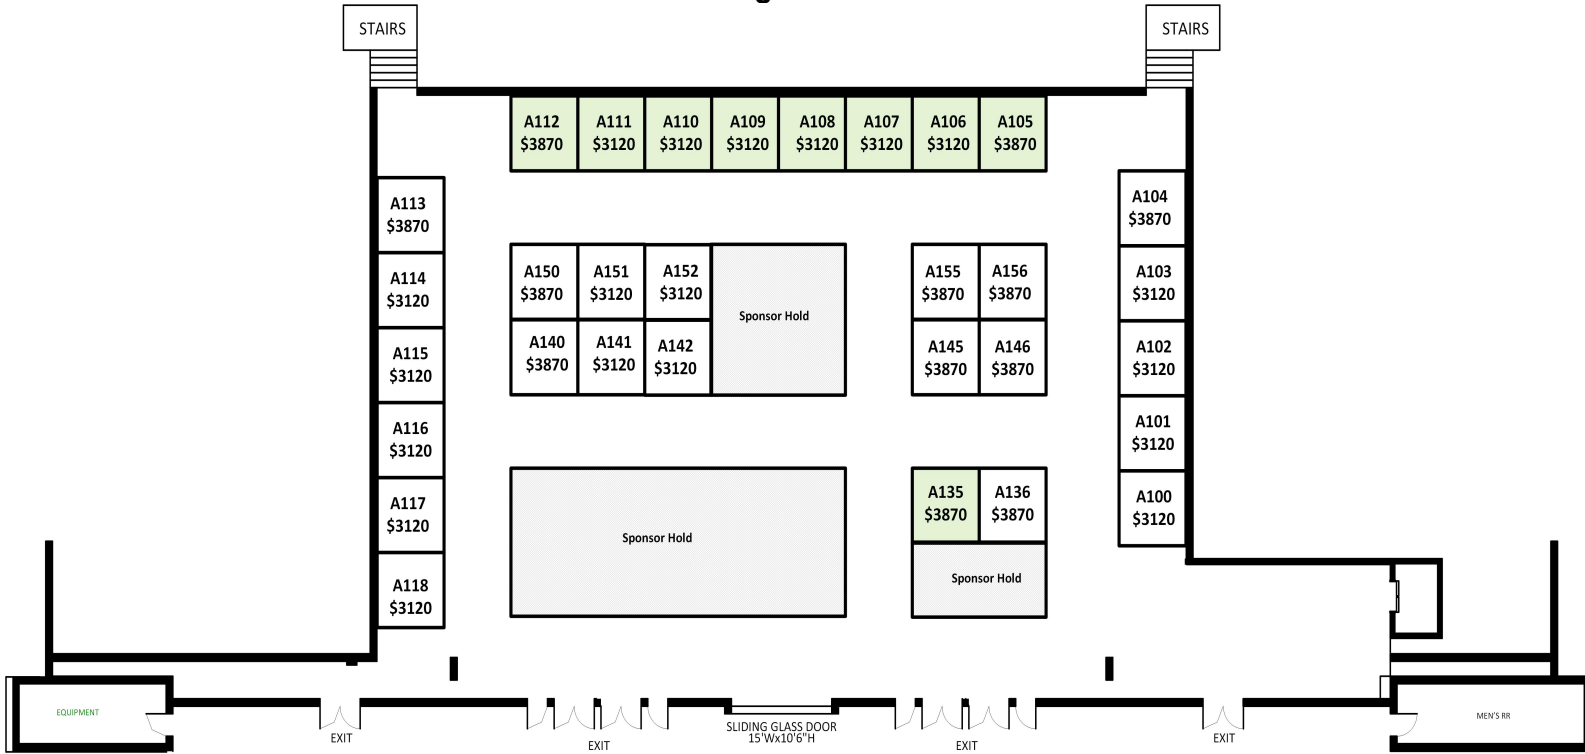 STAIRS
STAIRS
A112
$3870
A111
$3120
A110
$3120
A109
$3120
A108
$3120
A107
$3120
A106
$3120
A105
$3870
A113
$3870
A114
$3120
A115
$3120
A116
$3120
A117
$3120
A118
$3120
A150
$3870
A151
$3120
A152
$3120
A140
$3870
A141
$3120
A142
$3120
Sponsor Hold
A155
$3870
A156
$3870
A145
$3870
A146
$3870
A104
$3870
A103
$3120
A102
$3120
A101
$3120
A100
$3120
Sponsor Hold
A135
$3870
A136
$3870
Sponsor Hold
EQUIPMENT
EXIT
EXIT
SLIDING GLASS DOOR
15'Wx10'6"H
EXIT
EXIT
MEN'S RR